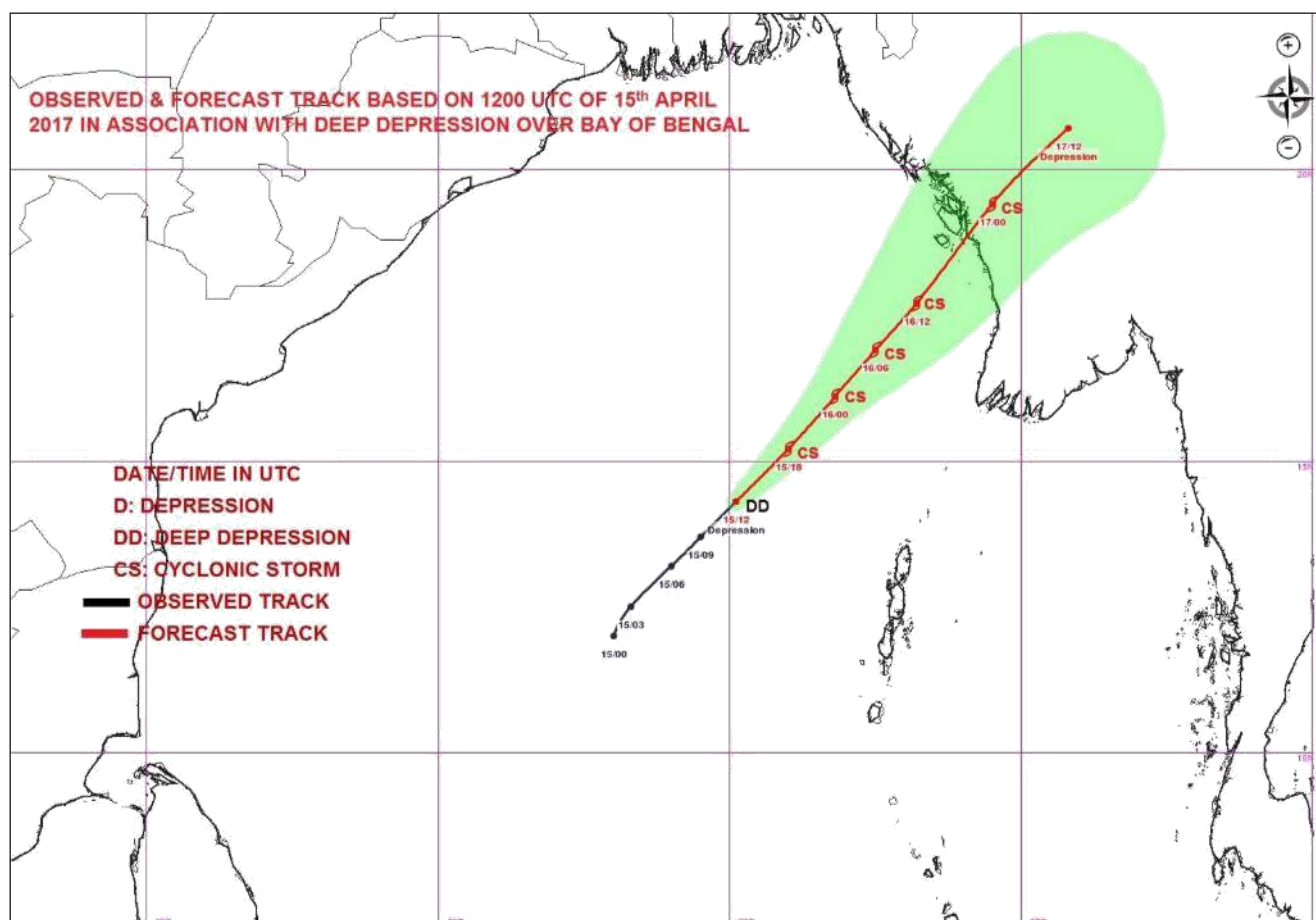 OBSERVED & FORECAST TRACK BASED ON 1200 UTC OF 15th APRIL
2017 IN ASSOCIATION WITH DEEP DEPRESSION OVER BAY OF BENGAL
17/12
Depression
20N
CS
17/00
CS
16/12
CS
16/06
CS
16/00
CS
15/18
15N
DD
15/12
Depression
15/09
15/06
15/03
15/00
DATE/TIME IN UTC
D: DEPRESSION
DD: DEEP DEPRESSION
CS: CYCLONIC STORM
OBSERVED TRACK
FORECAST TRACK
10N